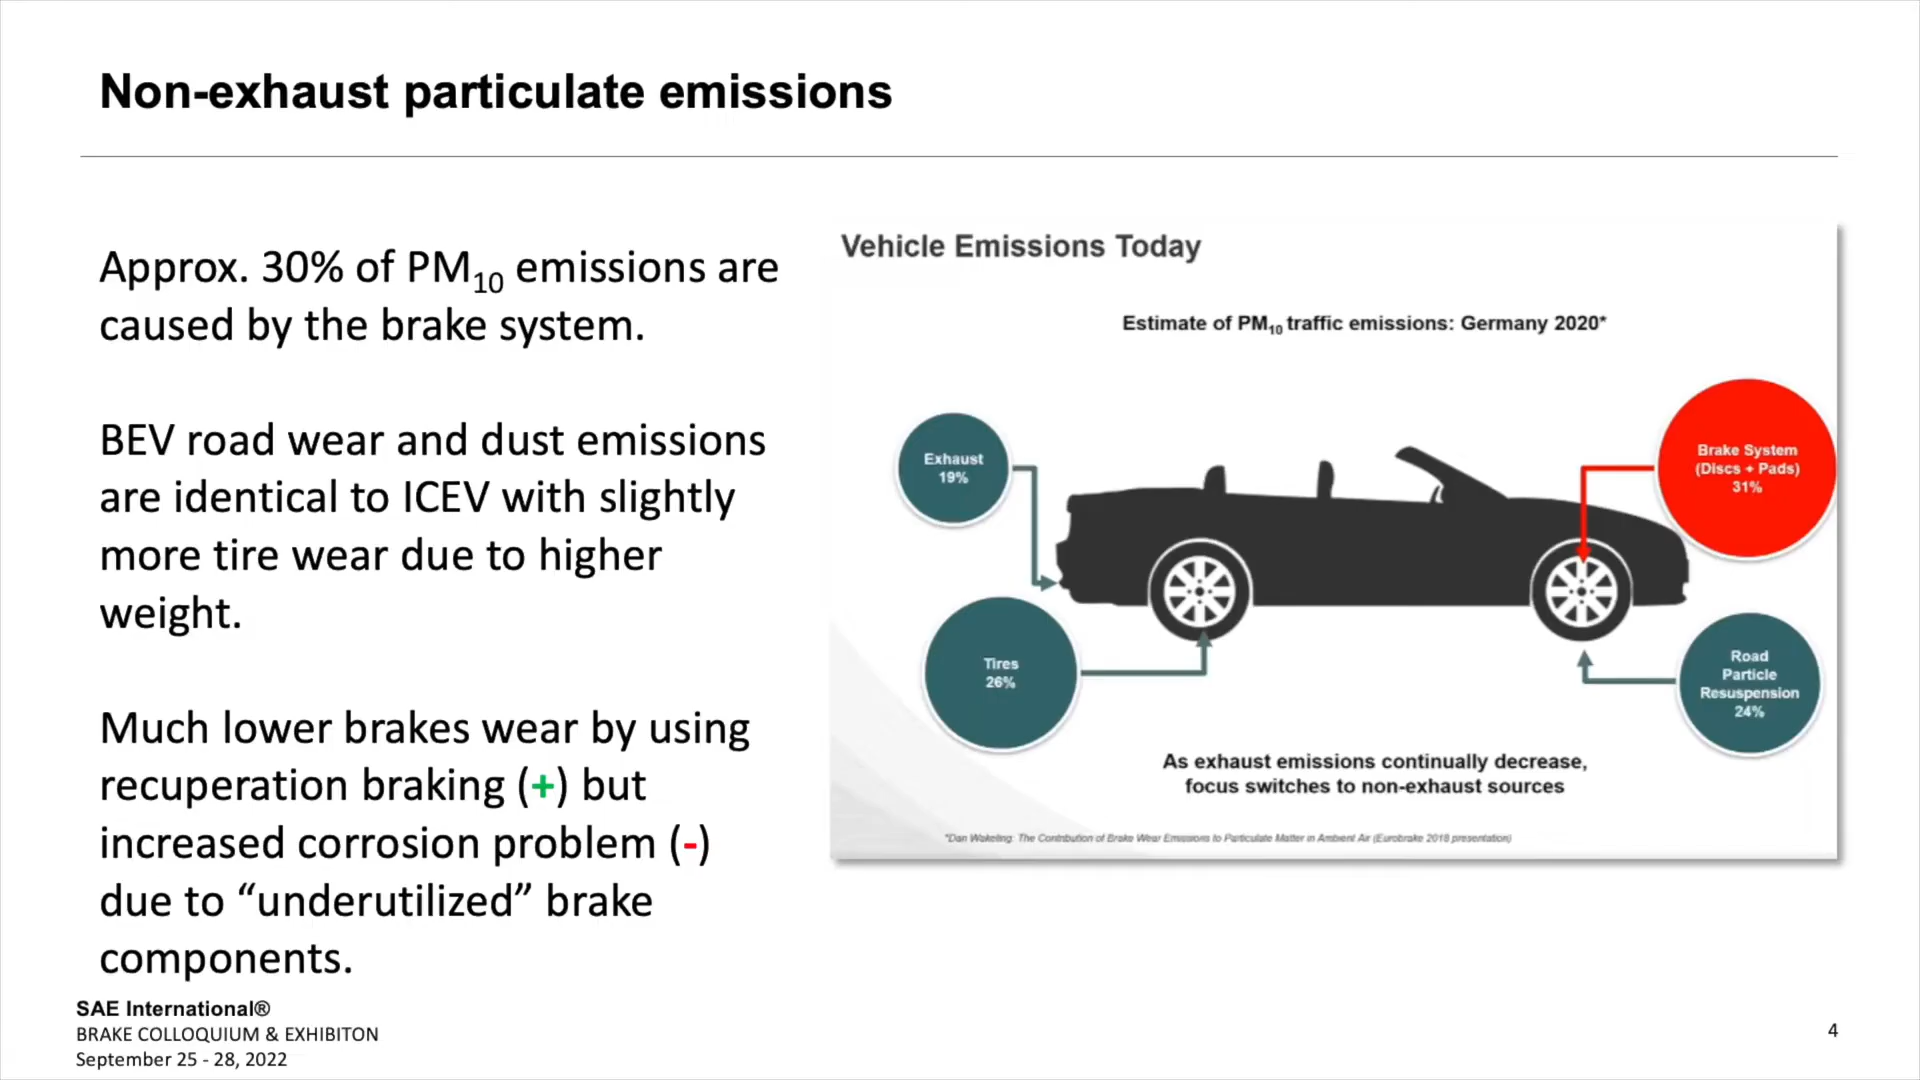 Non-exhaust particulate emissions
Approx. 30% of PM10 emissions are
caused by the brake system.
BEV road wear and dust emissions
are identical to ICEV with slightly
more tire wear due to higher
weight.
Much lower brakes wear by using
recuperation braking (+) but
increased corrosion problem (-)
due to “underutilized” brake
components.
Vehicle Emissions Today
Estimate of PM10 traffic emissions: Germany 2020*
Exhaust
19%
Brake System
(Discs + Pads)
31%
Tires
26%
Road
Particle
Resuspension
24%
As exhaust emissions continually decrease,
focus switches to non-exhaust sources
*Dan Wakeling: The Contribution of Brake Wear Emissions to Particulate Matter in Ambient Air (Eurobrake 2018 presentation)
SAE International®
BRAKE COLLOQUIUM & EXHIBITON
September 25 - 28, 2022
4